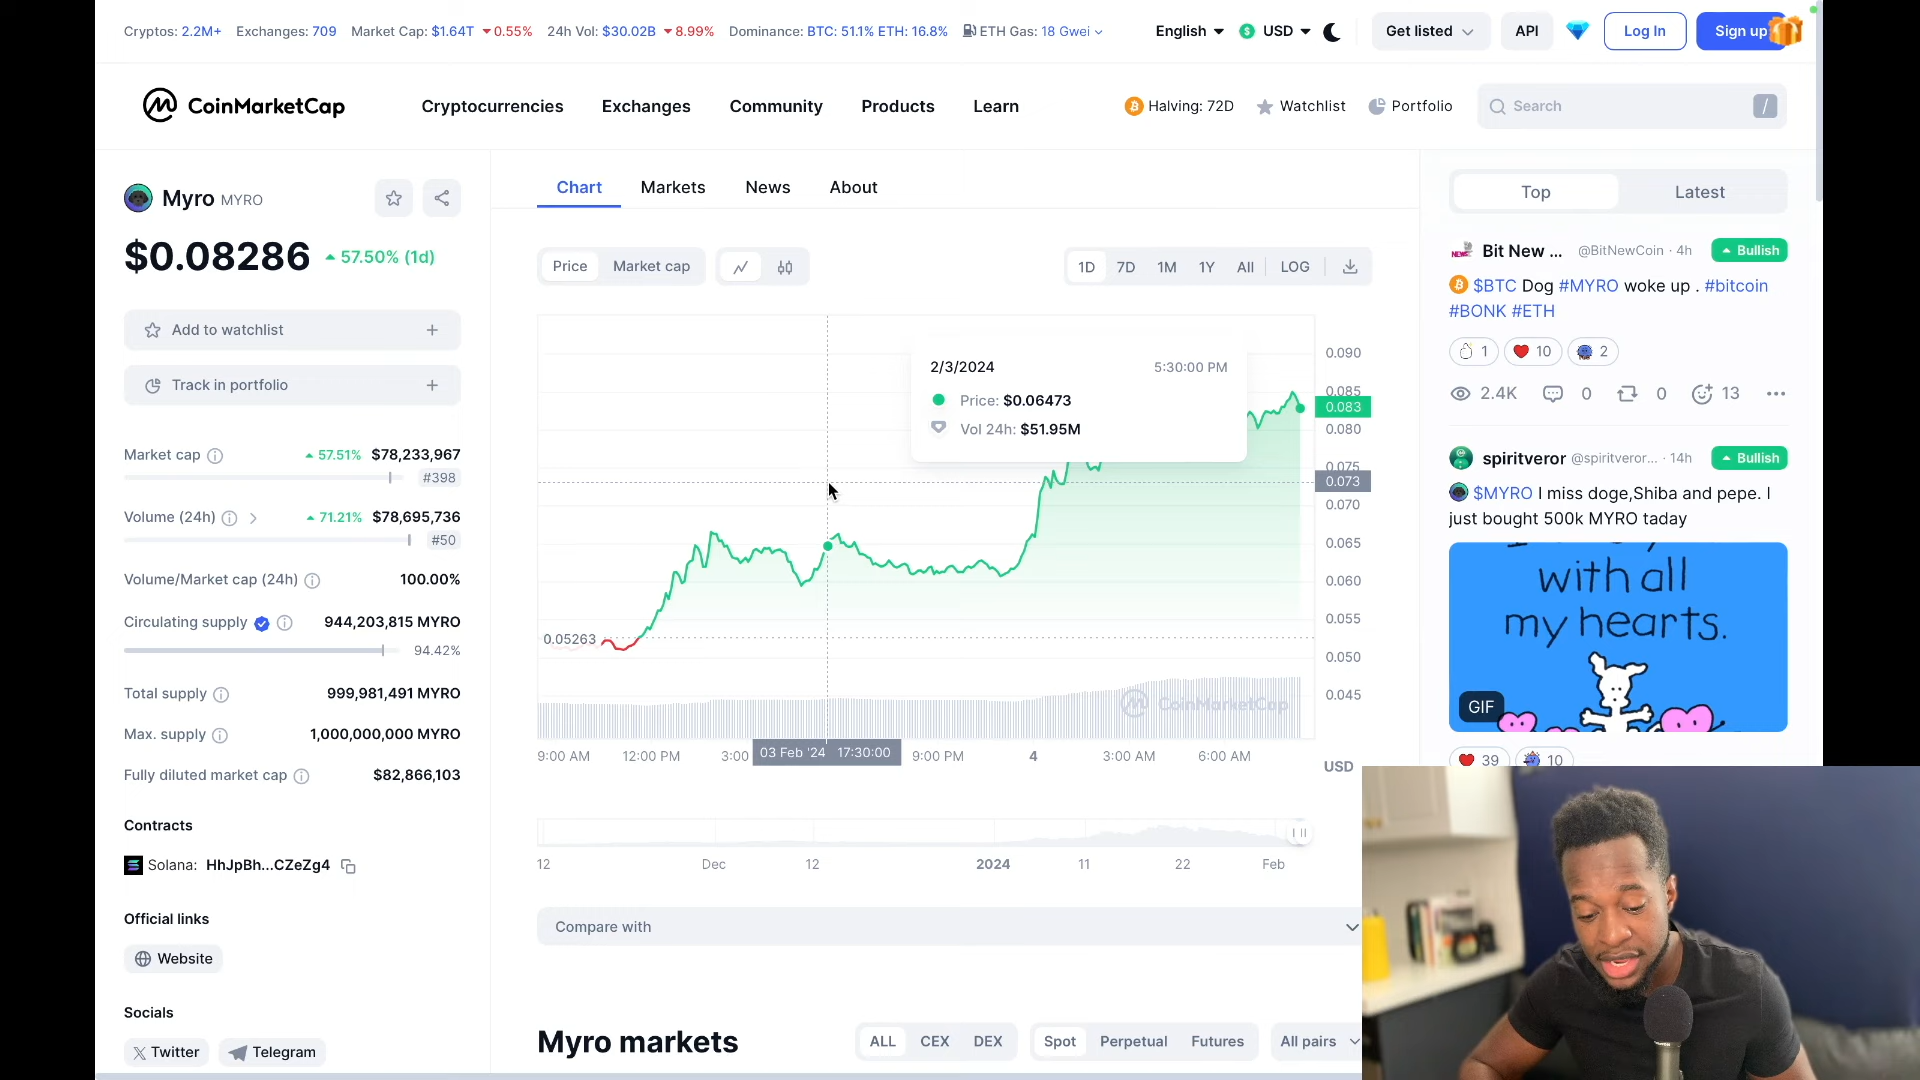 Cryptos: 2.2M+ Exchanges: 709 Market Cap: $1.64T 0.55% 24h Vol: $30.02B 8.99% Dominance: BTC: 51.1% ETH: 16.8% ETH Gas: 18 Gwei
English $ USD Get listed API Log In Sign up
CoinMarketCap Cryptocurrencies Exchanges Community Products Learn Halving: 72D Watchlist Portfolio Search /
Myro MYRO
$0.08286 57.50% (1d)
Add to watchlist +
Track in portfolio +
Market cap 57.51% $78,233,967
#398
Volume (24h) 71.21% $78,695,736
#50
Volume/Market cap (24h) 100.00%
Circulating supply 944,203,815 MYRO
94.42%
Total supply 999,981,491 MYRO
Max. supply 1,000,000,000 MYRO
Fully diluted market cap $82,866,103
Contracts
Solana: HhJpBh...CZeZg4
Official links
Website
Socials
Twitter Telegram
Chart Markets News About
Price Market cap 1D 7D 1M 1Y All LOG
2/3/2024 5:30:00 PM
Price: $0.06473
Vol 24h: $51.95M
0.090
0.085
0.083
0.080
0.075
0.073
0.070
0.065
0.060
0.055
0.050
0.045
0.05263
CoinMarketCap
9:00 AM 12:00 PM 3:00 03 Feb '24 17:30:00 9:00 PM 4 3:00 AM 6:00 AM
USD
12 Dec 12 2024 11 22 Feb
Compare with
Myro markets ALL CEX DEX Spot Perpetual Futures All pairs
Top Latest
NEWS
Bit New ... @BitNewCoin · 4h Bullish
$BTC Dog #MYRO woke up . #bitcoin
#BONK #ETH
1 10 2
2.4K 0 0 13
spiritveror @spiritveror... · 14h Bullish
$MYRO I miss doge,Shiba and pepe. I
just bought 500k MYRO taday
with all
my hearts.
GIF
39 10